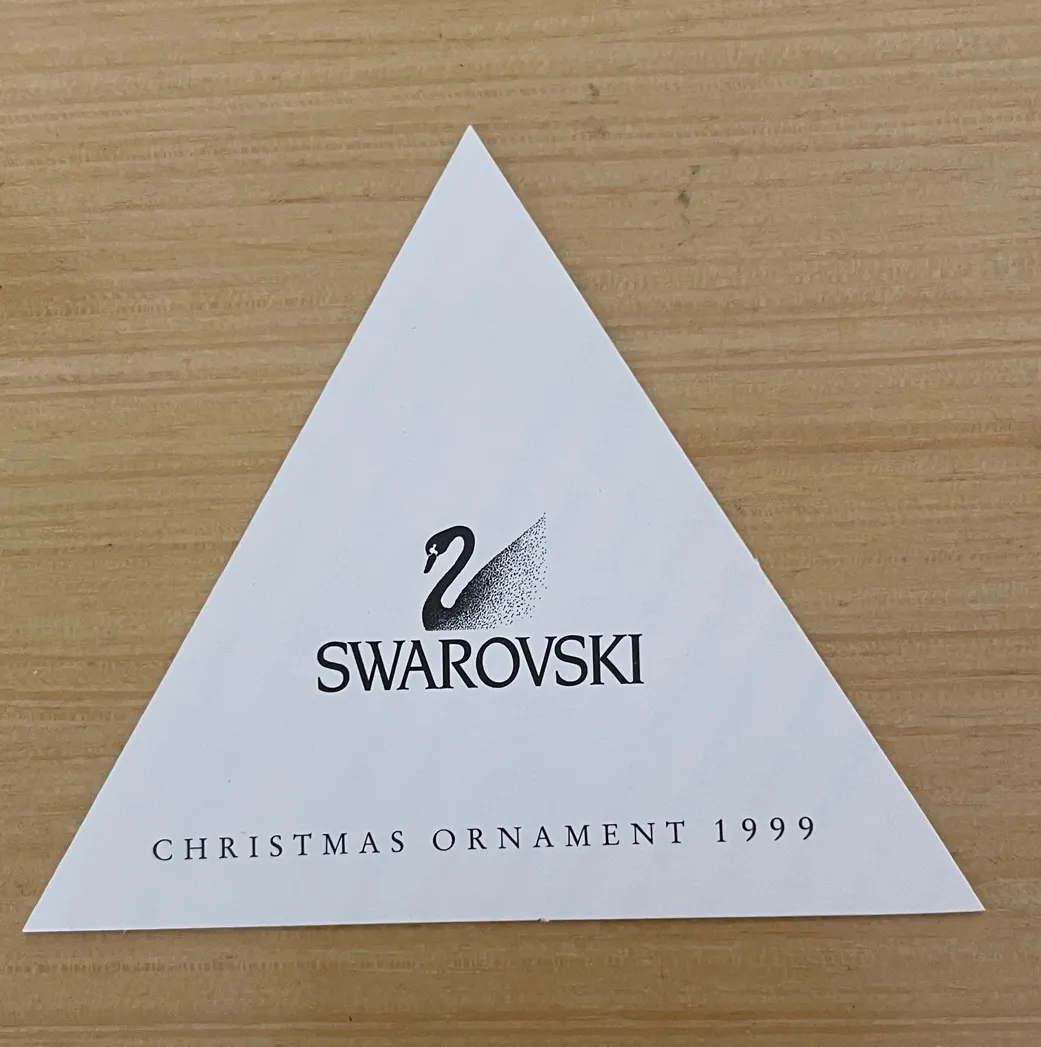 SWAROVSKI
CHRISTMAS ORNAMENT 1999